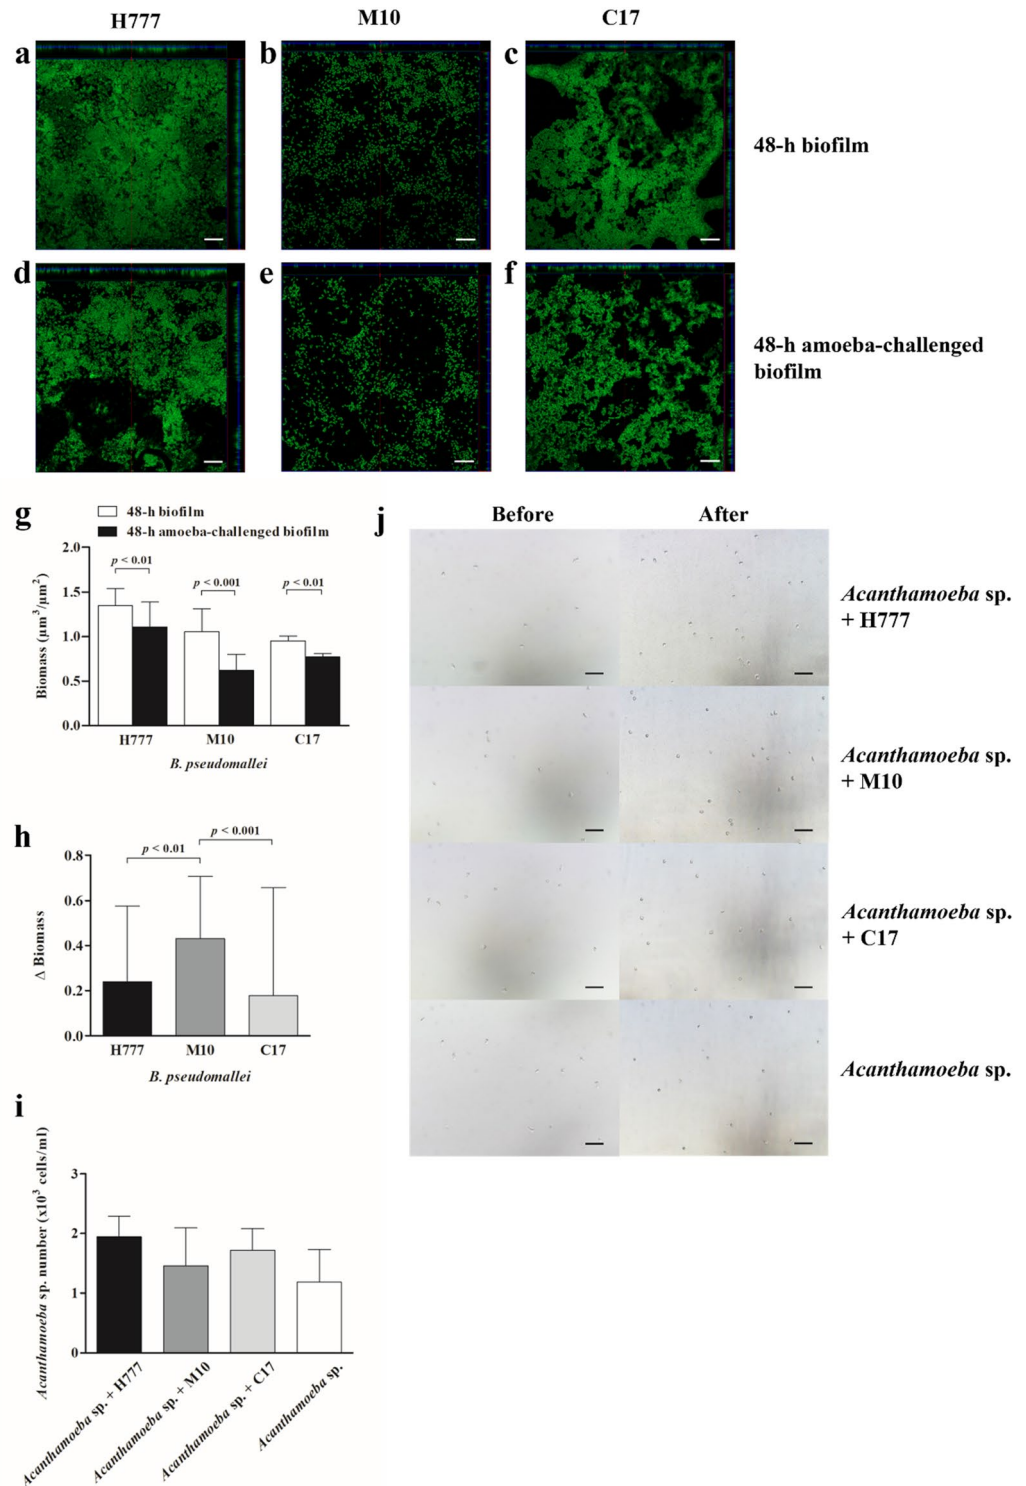 H777
M10
C17
a
b
c
48-h biofilm
d
e
f
48-h amoeba-challenged
biofilm
g
48-h biofilm
48-h amoeba-challenged biofilm
2.0
1.5
1.0
0.5
0.0
Biomass (μm³/μm²)
p < 0.01
p < 0.001
p < 0.01
H777
M10
C17
B. pseudomallei
h
0.8
0.6
0.4
0.2
0.0
Δ Biomass
p < 0.01
p < 0.001
H777
M10
C17
B. pseudomallei
i
3
2
1
0
Acanthamoeba sp. number (x10³ cells/ml)
Acanthamoeba sp. + H777
Acanthamoeba sp. + M10
Acanthamoeba sp. + C17
Acanthamoeba sp.
j
Before
After
Acanthamoeba sp.
+ H777
Acanthamoeba sp.
+ M10
Acanthamoeba sp.
+ C17
Acanthamoeba sp.